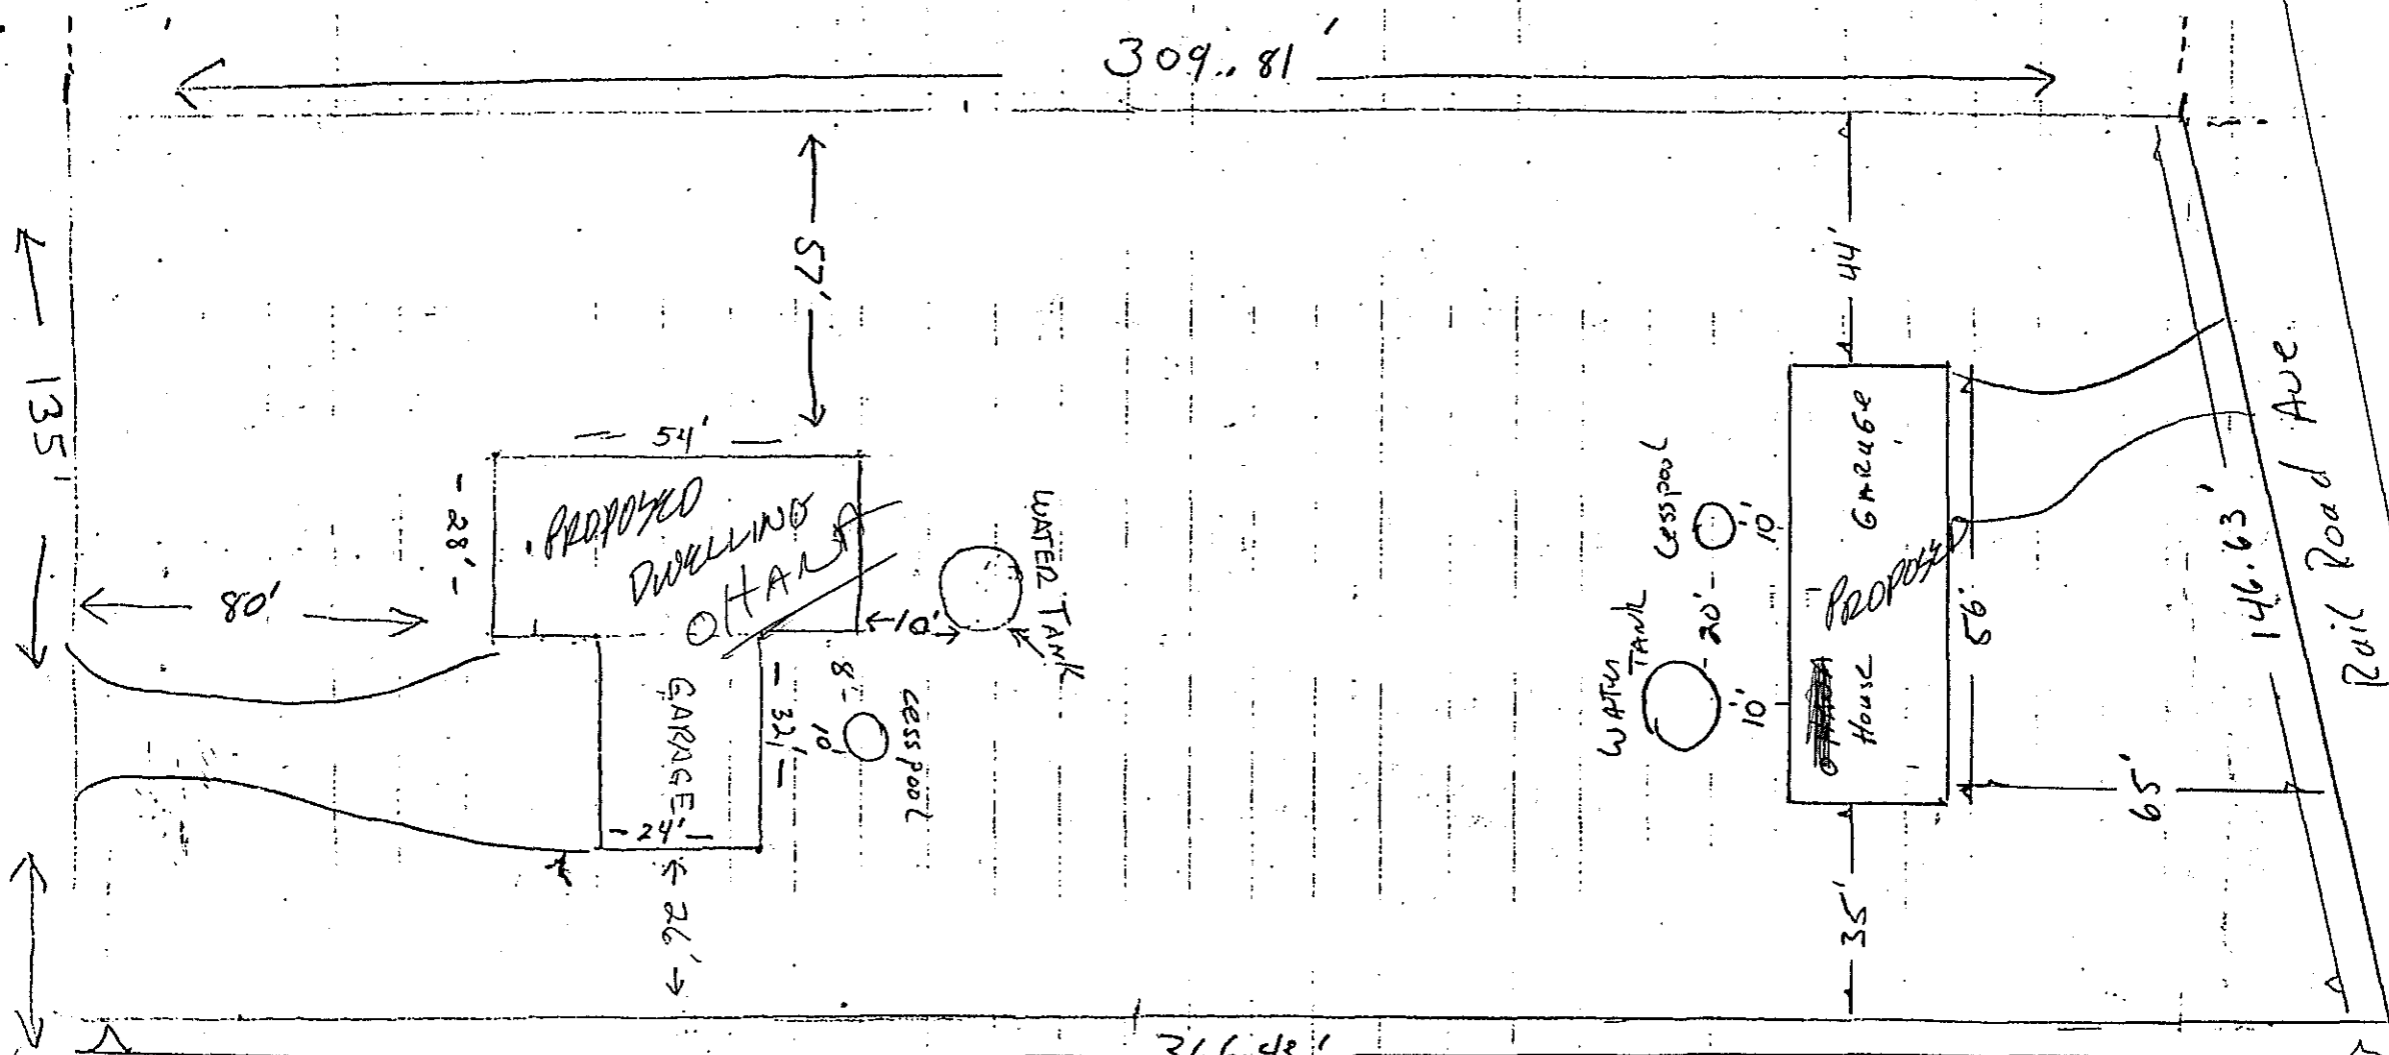 309.81'
135'
57'
54'
28'
80'
PROPOSED
DWELLING
OHANA
10'
WATER TANK
GARAGE
32'
24'
8'
10'
Cesspool
26'
44'
GARAGE
PROPOSED
House
56'
Cesspool
10'
20'
WATER
TANK
10'
35'
65'
146.63'
Rail Road Ave.